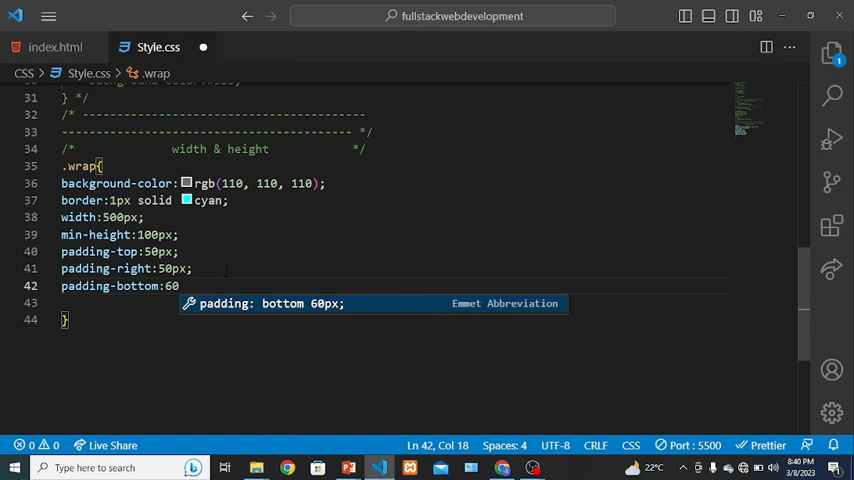 fullstackwebdevelopment
index.html
Style.css
CSS > Style.css > .wrap
31 } */
32 /* ---------------------------------
33 ------------------------------------------ */
34 /* width & height */
35 .wrap{
36 background-color:rgb(110, 110, 110);
37 border:1px solid cyan;
38 width:500px;
39 min-height:100px;
40 padding-top:50px;
41 padding-right:50px;
42 padding-bottom:60
padding: bottom 60px; Emmet Abbreviation
43
44 }
1
0 0 Live Share Ln 42, Col 18 Spaces: 4 UTF-8 CRLF CSS Port : 5500 Prettier
Type here to search
22°C
8:40 PM
3/8/2023